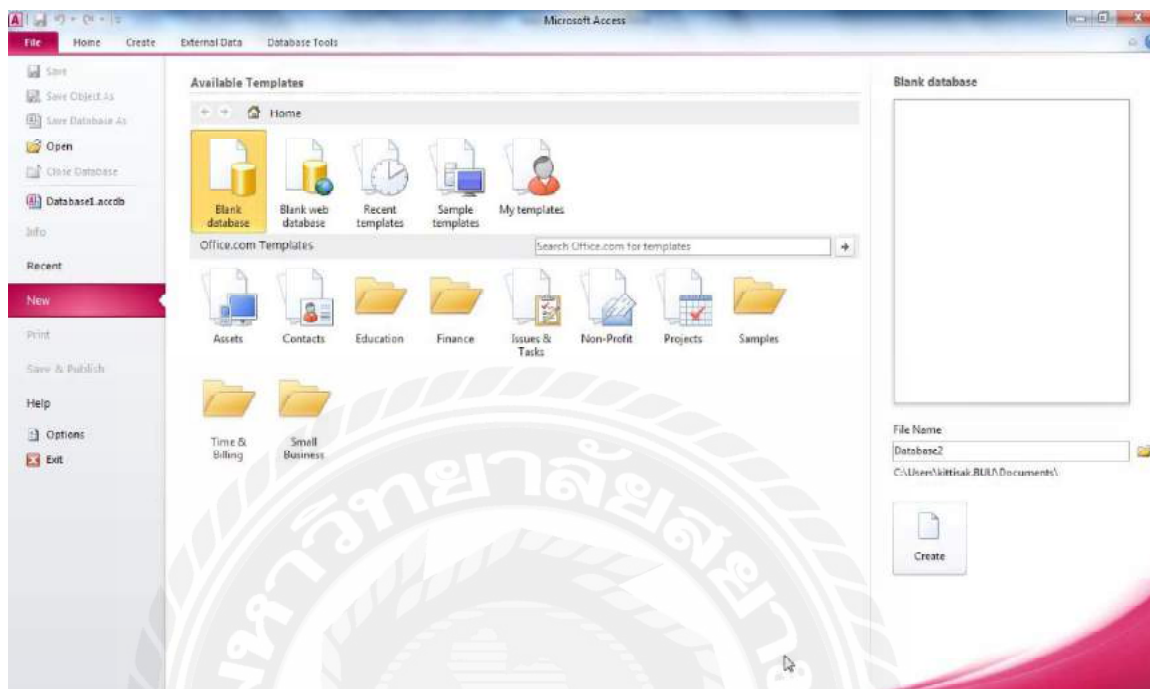 Microsoft Access
File Home Create External Data Database Tools
Save
Save Object As
Save Database As
Open
Close Database
Database1.accdb
Info
Recent
New
Print
Save & Publish
Help
Options
Exit
Available Templates
Home
Blank database
Blank web database
Recent templates
Sample templates
My templates
Office.com Templates
Search Office.com for templates
Assets
Contacts
Education
Finance
Issues & Tasks
Non-Profit
Projects
Samples
Time & Billing
Small Business
Blank database
File Name
Database2
C:\Users\kittisak.BUU\Documents\
Create